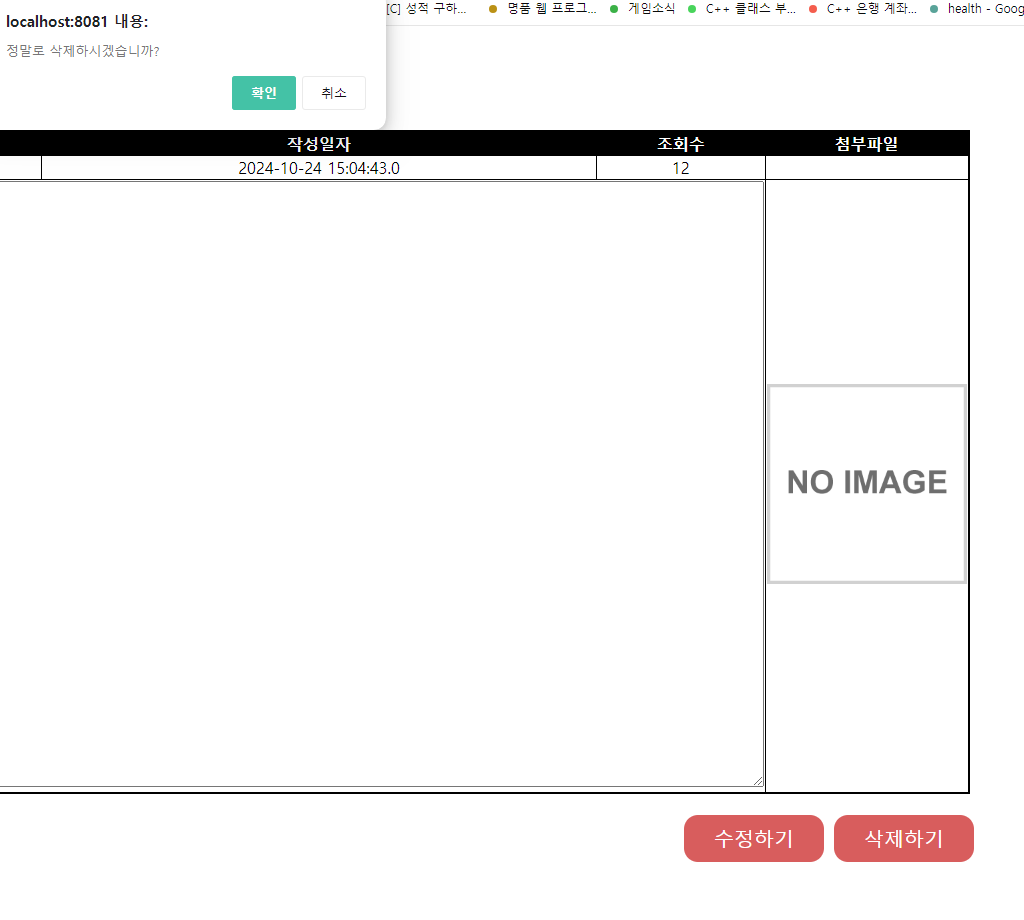 [C] 성적 구하... 명품 웹 프로그... 게임소식 C++ 클래스 부... C++ 은행 계좌... health - Goog
localhost:8081 내용:
정말로 삭제하시겠습니까?
확인 취소
작성일자 조회수 첨부파일
2024-10-24 15:04:43.0 12
NO IMAGE
수정하기 삭제하기